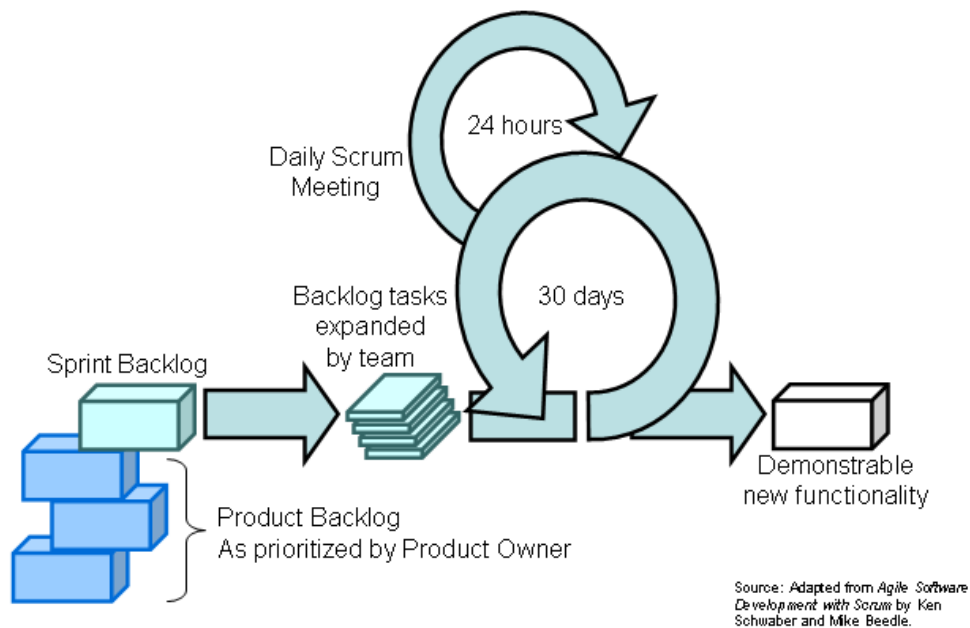 24 hours
Daily Scrum
Meeting
Backlog tasks
expanded
by team
30 days
Sprint Backlog
Demonstrable
new functionality
Product Backlog
As prioritized by Product Owner
Source: Adapted from Agile Software
Development with Scrum by Ken
Schwaber and Mike Beedle.